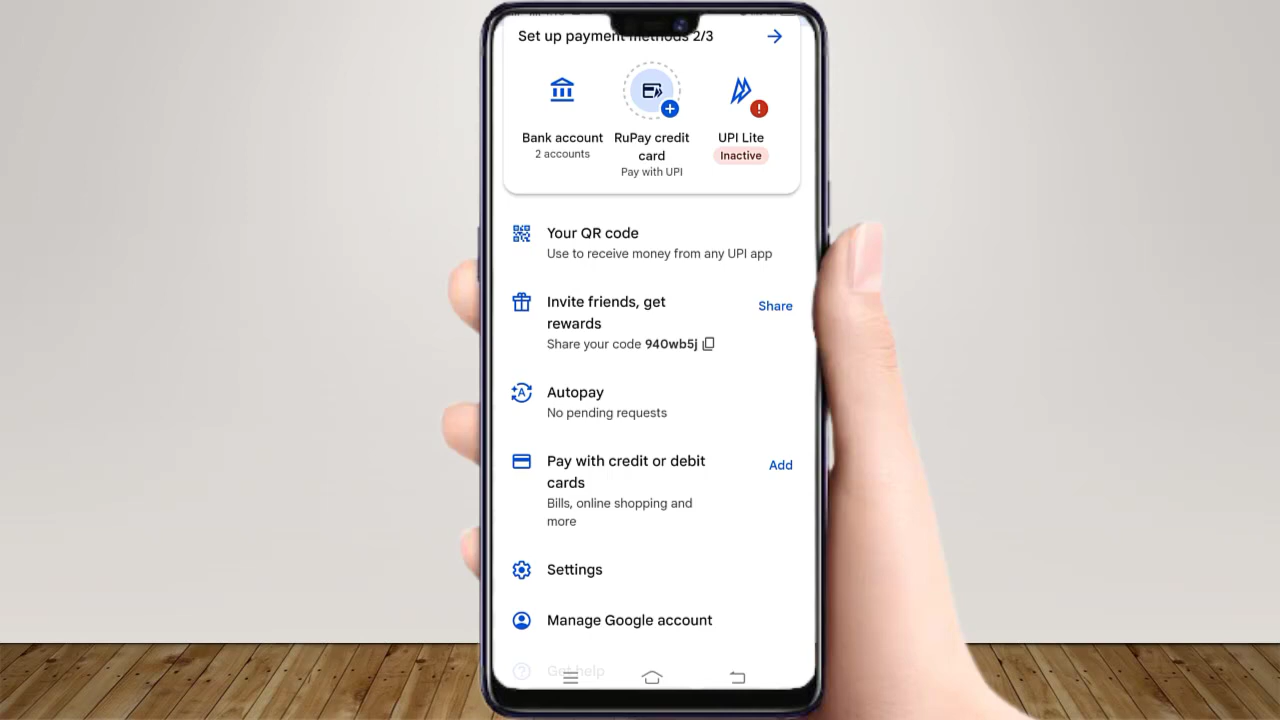 Set up payment methods 2/3
Bank account
2 accounts
RuPay credit
card
Pay with UPI
UPI Lite
Inactive
Your QR code
Use to receive money from any UPI app
Invite friends, get
rewards
Share your code 940wb5j
Share
Autopay
No pending requests
Pay with credit or debit
cards
Add
Bills, online shopping and
more
Settings
Manage Google account
Get help